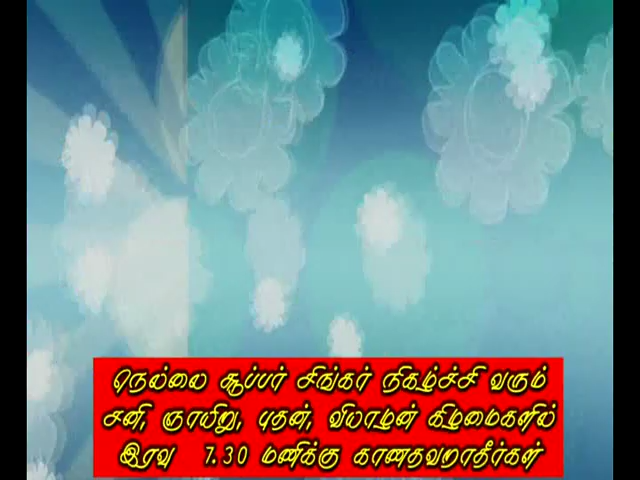 நெல்லை சூப்பர் சிங்கர் நிகழ்ச்சி வரும்
சனி, ஞாயிறு, புதன், வியாழன் கிழமைகளில்
இரவு 7.30 மணிக்கு காணதவறாதீர்கள்